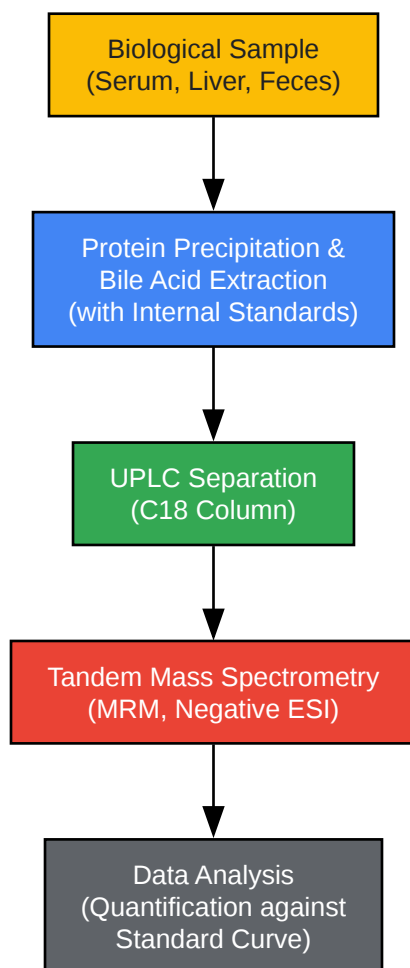 Biological Sample
(Serum, Liver, Feces)
Protein Precipitation &
Bile Acid Extraction
(with Internal Standards)
UPLC Separation
(C18 Column)
Tandem Mass Spectrometry
(MRM, Negative ESI)
Data Analysis
(Quantification against
Standard Curve)